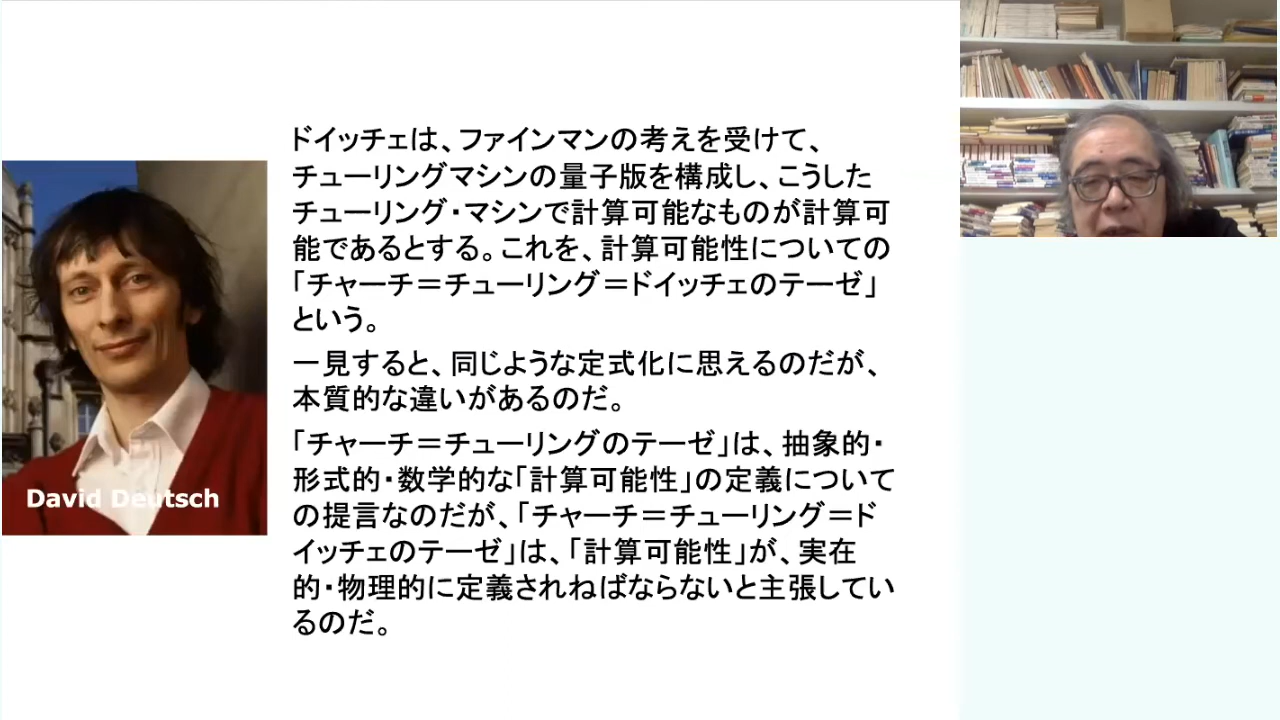 ドイッチェは、ファインマンの考えを受けて、
チューリングマシンの量子版を構成し、こうした
チューリング・マシンで計算可能なものが計算可
能であるとする。これを、計算可能性についての
「チャーチ＝チューリング＝ドイッチェのテーゼ」
という。
一見すると、同じような定式化に思えるのだが、
本質的な違いがあるのだ。
「チャーチ＝チューリングのテーゼ」は、抽象的・
形式的・数学的な「計算可能性」の定義について
の提言なのだが、「チャーチ＝チューリング＝ド
イッチェのテーゼ」は、「計算可能性」が、実在
的・物理的に定義されねばならないと主張してい
るのだ。
David Deutsch